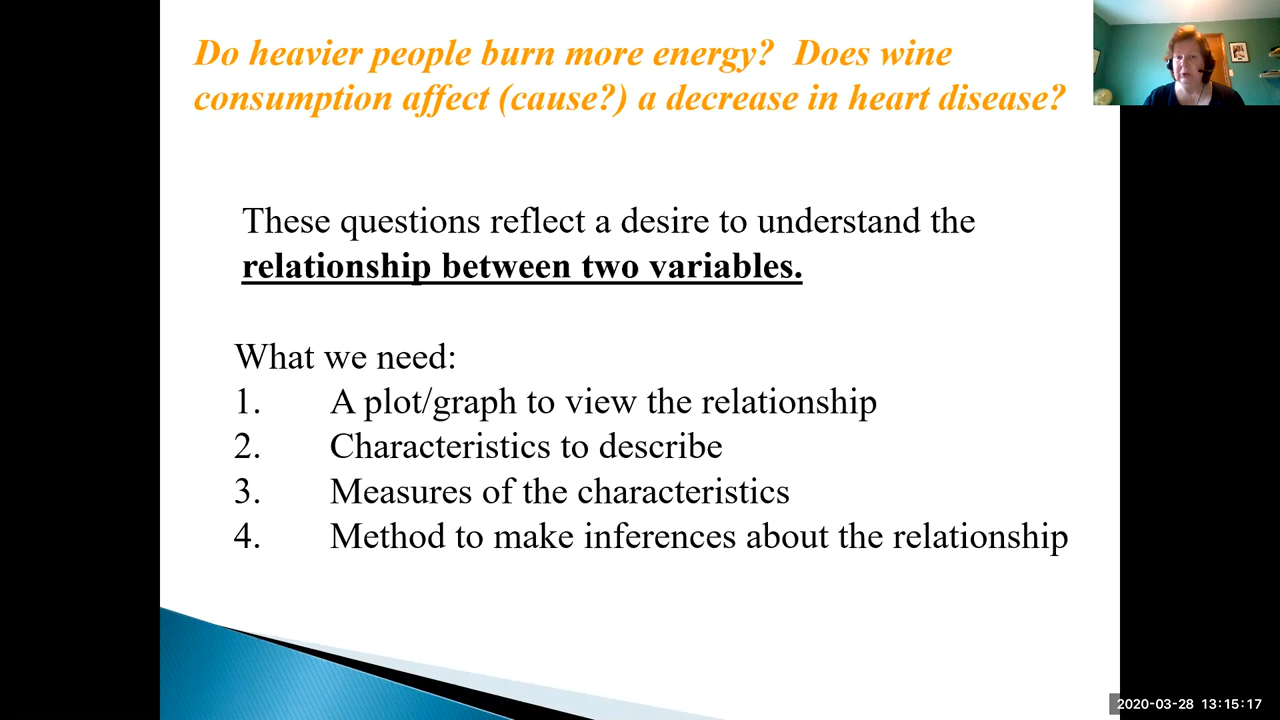 Do heavier people burn more energy?  Does wine
consumption affect (cause?) a decrease in heart disease?
These questions reflect a desire to understand the
relationship between two variables.
What we need:
1. A plot/graph to view the relationship
2. Characteristics to describe
3. Measures of the characteristics
4. Method to make inferences about the relationship
2020-03-28 13:15:17